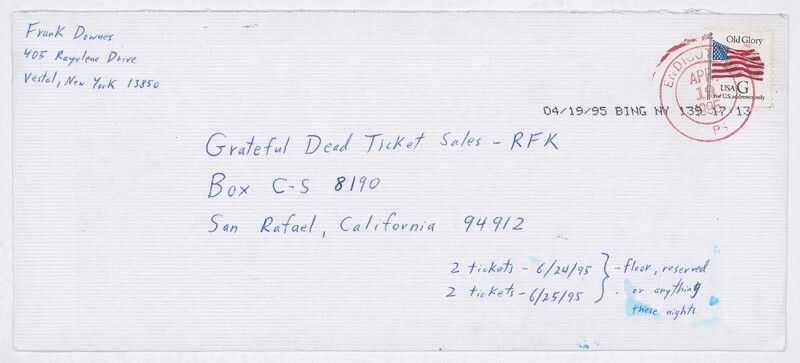 Frank Downes
405 Rayelene Drive
Vestal, New York 13850
Old Glory
USA G
For U.S. addresses only
APR
19
1995
04/19/95 BING NY 139 17:13
Grateful Dead Ticket Sales - RFK
Box C-S 8190
San Rafael, California 94912
2 tickets - 6/24/95 } - floor, reserved
2 tickets - 6/25/95 or anything
these nights